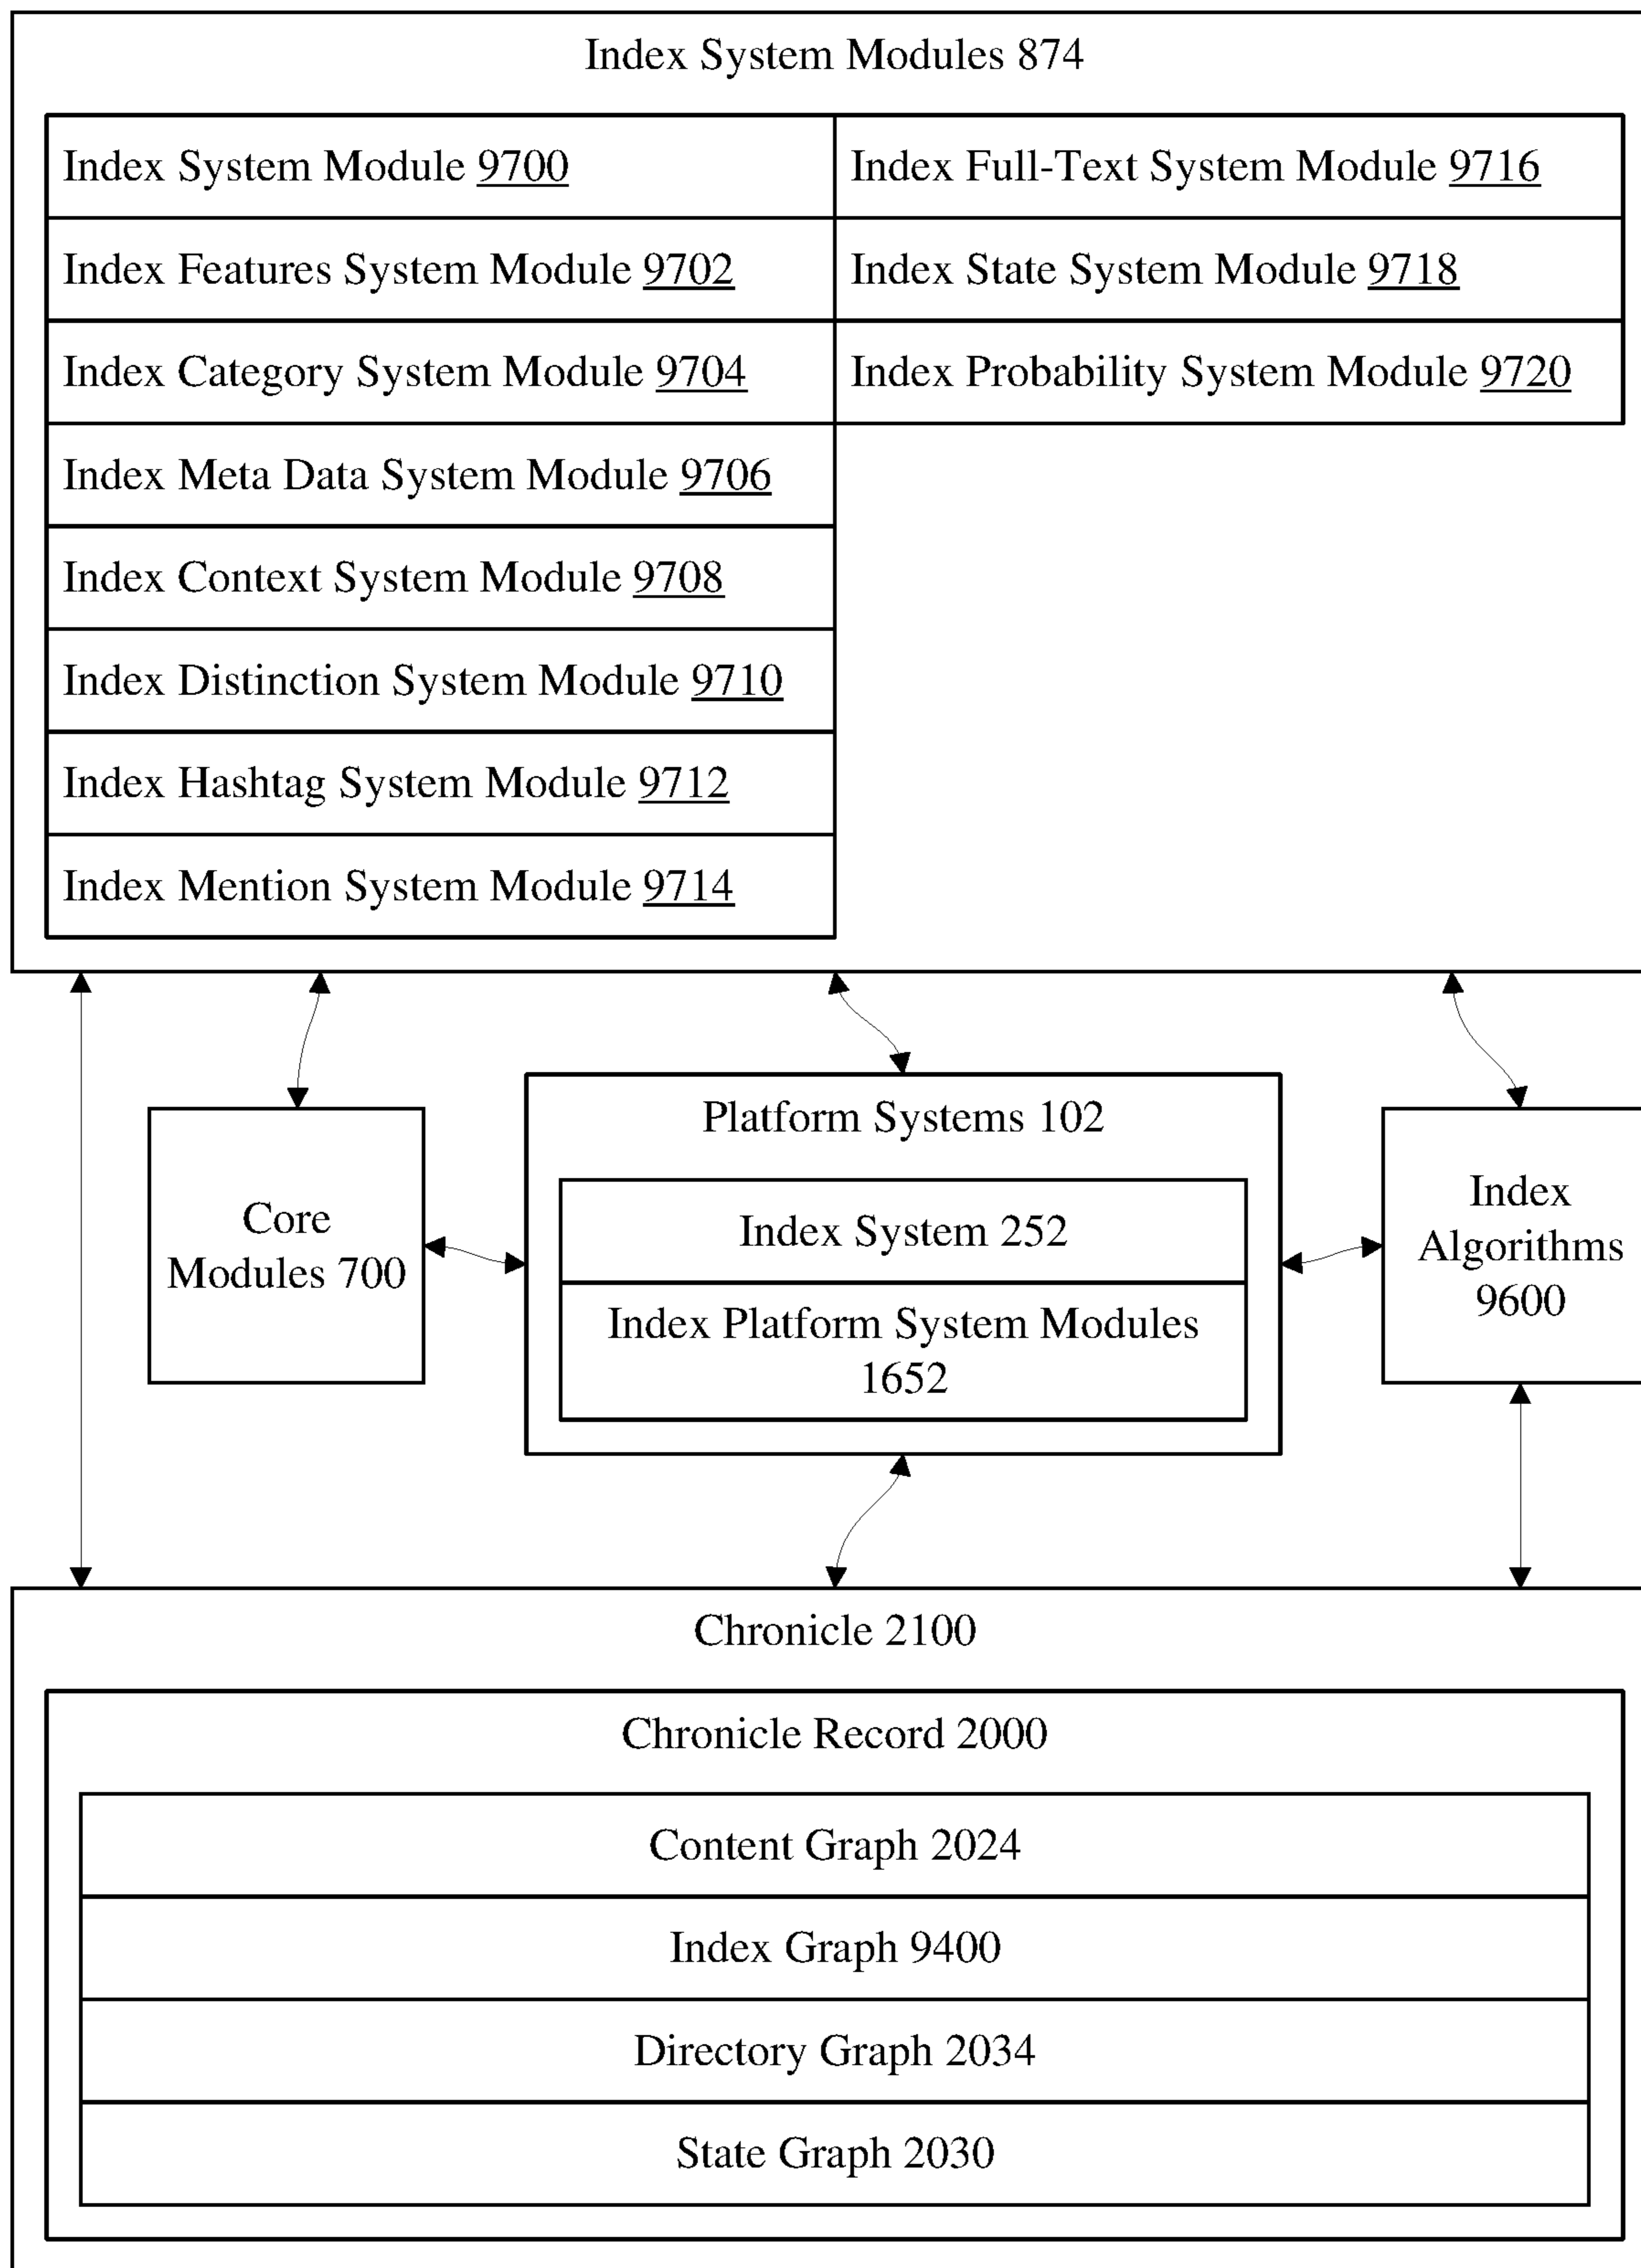 Index System Modules 874
Index System Module 9700
Index Features System Module 9702
Index Category System Module 9704
Index Meta Data System Module 9706
Index Context System Module 9708
Index Distinction System Module 9710
Index Hashtag System Module 9712
Index Mention System Module 9714
Index Full-Text System Module 9716
Index State System Module 9718
Index Probability System Module 9720
Core
Modules 700
Platform Systems 102
Index System 252
Index Platform System Modules
1652
Index
Algorithms
9600
Chronicle 2100
Chronicle Record 2000
Content Graph 2024
Index Graph 9400
Directory Graph 2034
State Graph 2030